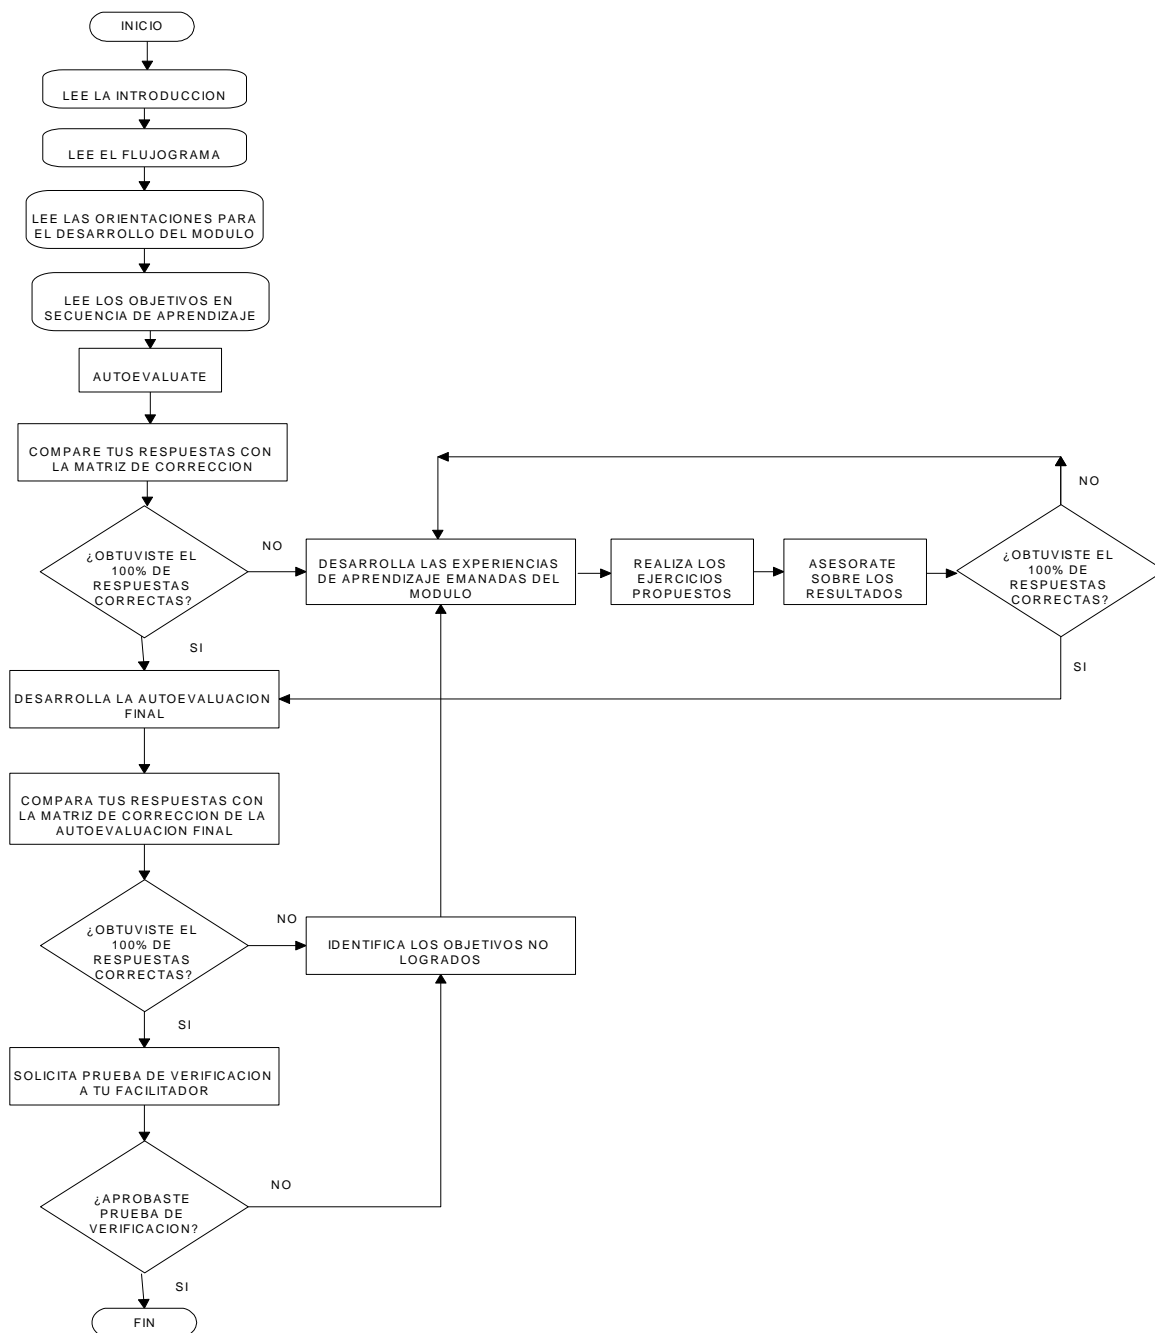 INICIO
LEE LA INTRODUCCION
LEE EL FLUJOGRAMA
LEE LAS ORIENTACIONES PARA
EL DESARROLLO DEL MODULO
LEE LOS OBJETIVOS EN
SECUENCIA DE APRENDIZAJE
AUTOEVALUATE
COMPARE TUS RESPUESTAS CON
LA MATRIZ DE CORRECCION
¿OBTUVISTE EL
100% DE
RESPUESTAS
CORRECTAS?
NO
SI
DESARROLLA LAS EXPERIENCIAS
DE APRENDIZAJE EMANADAS DEL
MODULO
REALIZA LOS
EJERCICIOS
PROPUESTOS
ASESORATE
SOBRE LOS
RESULTADOS
¿OBTUVISTE EL
100% DE
RESPUESTAS
CORRECTAS?
NO
SI
DESARROLLA LA AUTOEVALUACION
FINAL
COMPARA TUS RESPUESTAS CON
LA MATRIZ DE CORRECCION DE LA
AUTOEVALUACION FINAL
¿OBTUVISTE EL
100% DE
RESPUESTAS
CORRECTAS?
NO
SI
IDENTIFICA LOS OBJETIVOS NO
LOGRADOS
SOLICITA PRUEBA DE VERIFICACION
A TU FACILITADOR
¿APROBASTE
PRUEBA DE
VERIFICACION?
NO
SI
FIN